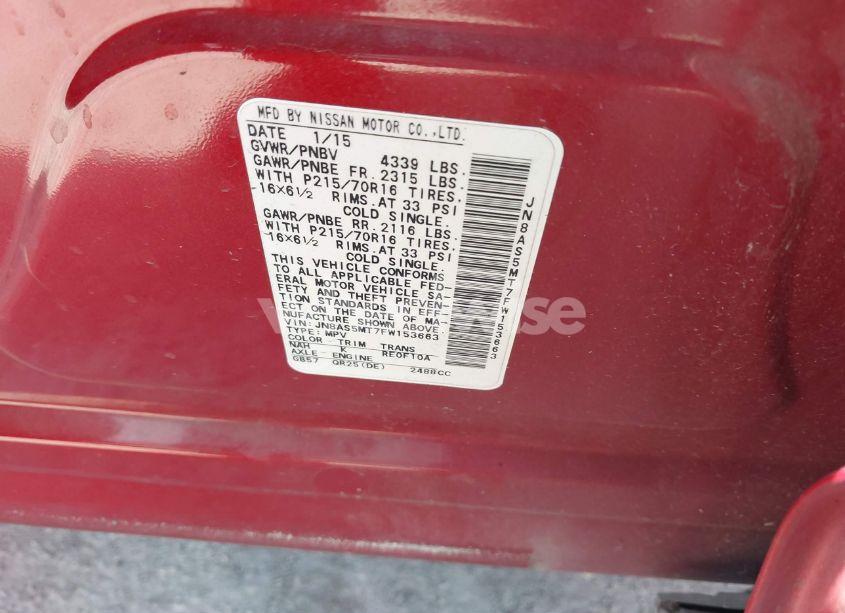 MFD BY NISSAN MOTOR CO.,LTD.
DATE 1/15
GVWR/PNBV 4339 LBS.
GAWR/PNBE FR. 2315 LBS.
WITH P215/70R16 TIRES.
16X6½ RIMS.AT 33 PSI
COLD SINGLE.
GAWR/PNBE RR. 2116 LBS.
WITH P215/70R16 TIRES.
16X6½ RIMS.AT 33 PSI
COLD SINGLE.
THIS VEHICLE CONFORMS
TO ALL APPLICABLE FED-
ERAL MOTOR VEHICLE SA-
FETY AND THEFT PREVEN-
TION STANDARDS IN EFF-
ECT ON THE DATE OF MA-
NUFACTURE SHOWN ABOVE.
VIN: JN8AS5MT7FW153663
TYPE: MPV
COLOR TRIM TRANS
NAH K RE0F10A
AXLE ENGINE
GB57 QR25(DE) 2488CC
JN8AS5MT7FW153663